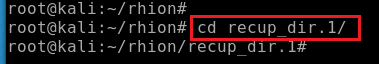 root@kali:~/rhion#
root@kali:~/rhion# cd recup_dir.1/
root@kali:~/rhion/recup_dir.1#